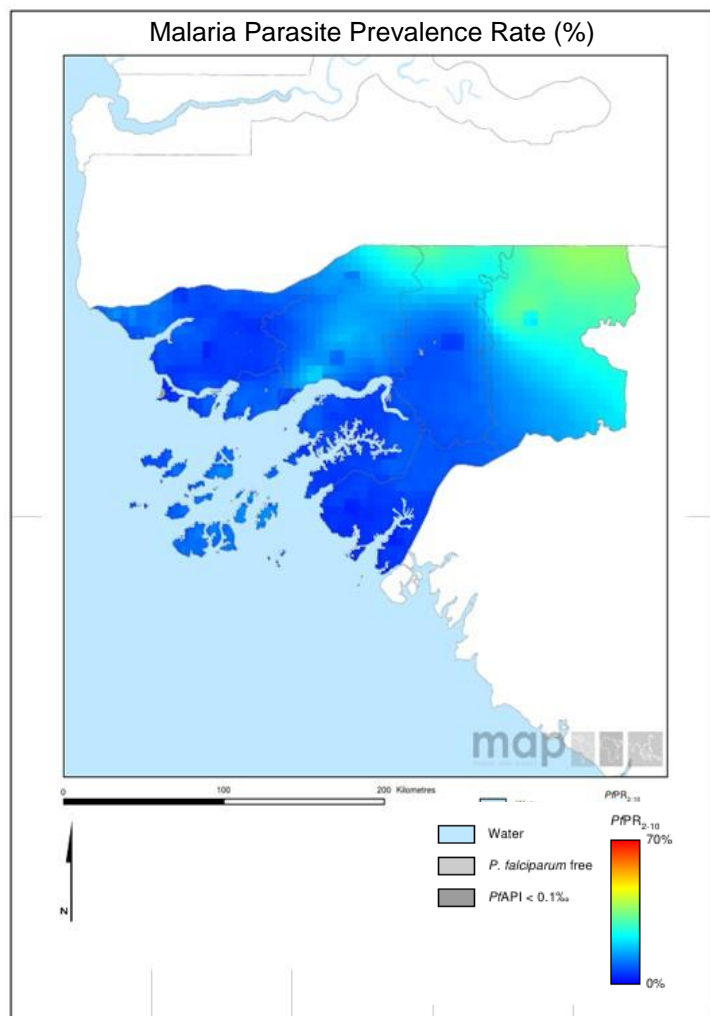 Malaria Parasite Prevalence Rate (%)
map
0 100 200 Kilometres
PfPR2-10
Water
P. falciparum free
PfAPI < 0.1‰
PfPR2-10
70%
0%
N